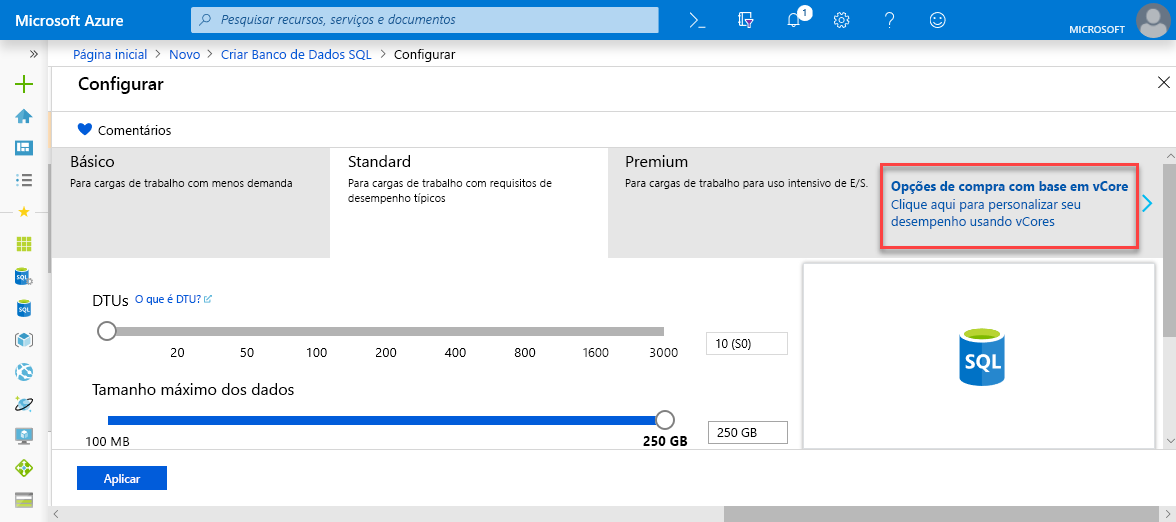 Microsoft Azure
Pesquisar recursos, serviços e documentos
1
MICROSOFT
Página inicial > Novo > Criar Banco de Dados SQL > Configurar
Configurar
Comentários
Básico
Para cargas de trabalho com menos demanda
Standard
Para cargas de trabalho com requisitos de
desempenho típicos
Premium
Para cargas de trabalho para uso intensivo de E/S.
Opções de compra com base em vCore
Clique aqui para personalizar seu
desempenho usando vCores
DTUs O que é DTU?
20 50 100 200 400 800 1600 3000
10 (S0)
Tamanho máximo dos dados
100 MB
250 GB
250 GB
SQL
SQL
SQL
Aplicar